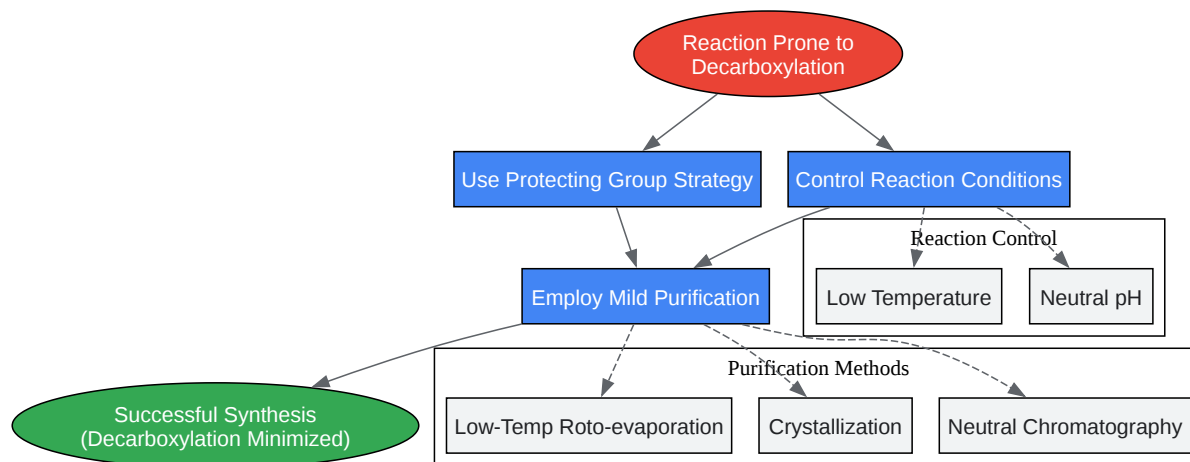 Reaction Prone to
Decarboxylation
Use Protecting Group Strategy
Control Reaction Conditions
Reaction Control
Employ Mild Purification
Low Temperature
Neutral pH
Purification Methods
Successful Synthesis
(Decarboxylation Minimized)
Low-Temp Roto-evaporation
Crystallization
Neutral Chromatography